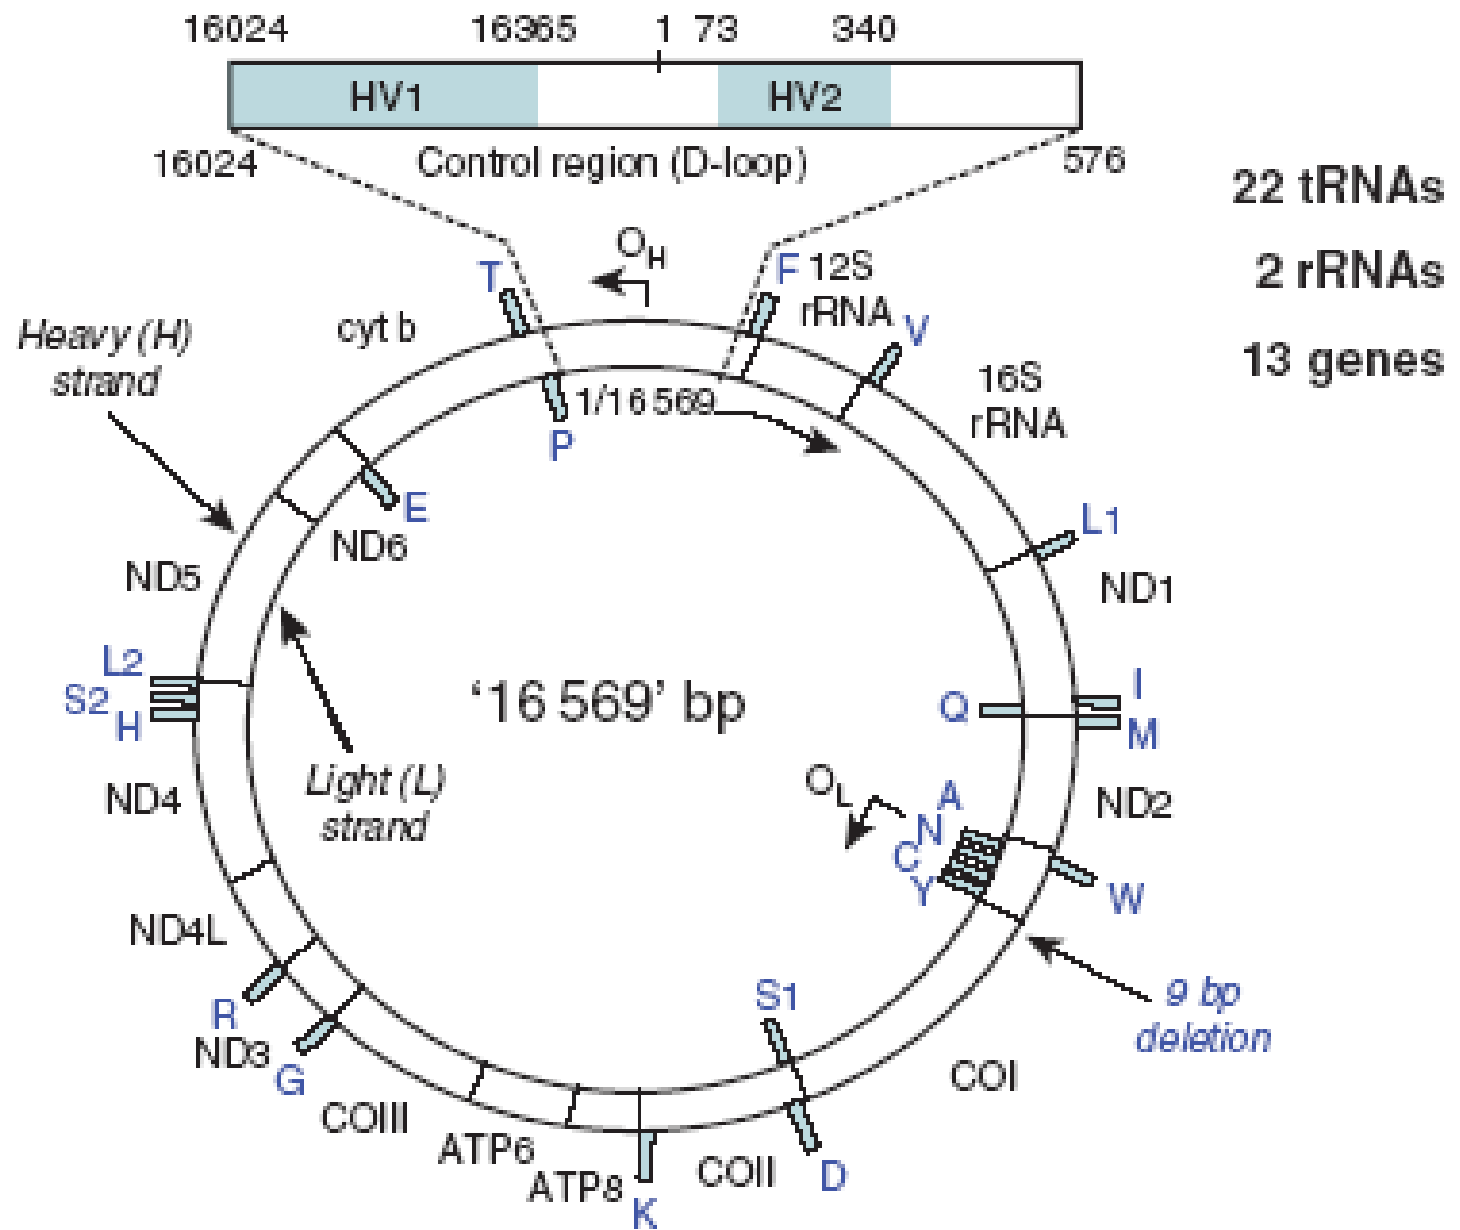 16024 16365 1 73 340
HV1 HV2
16024 Control region (D-loop) 576
22 tRNAs
2 rRNAs
13 genes
OH
T
F
12S
rRNA
V
cyt b
Heavy (H)
strand
16S
rRNA
1/16 569
P
E
ND6
L1
ND1
ND5
L2
S2
H
'16 569' bp
Q
I
M
Light (L)
strand
OL
A
N
C
Y
ND2
W
ND4
ND4L
9 bp
deletion
S1
R
ND3
G
COI
COIII
ATP6
ATP8
K
COII
D